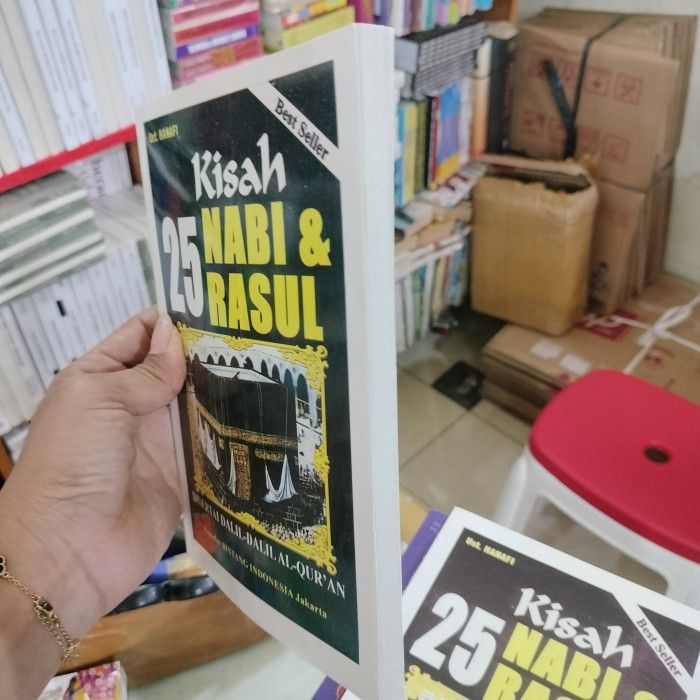 Ust. HANAFI
Best Seller
Kisah
25 NABI &
RASUL
DALIL-DALIL AL-QUR'AN
BINTANG INDONESIA Jakarta
Ust. HANAFI
Best Seller
Kisah
25 NABI